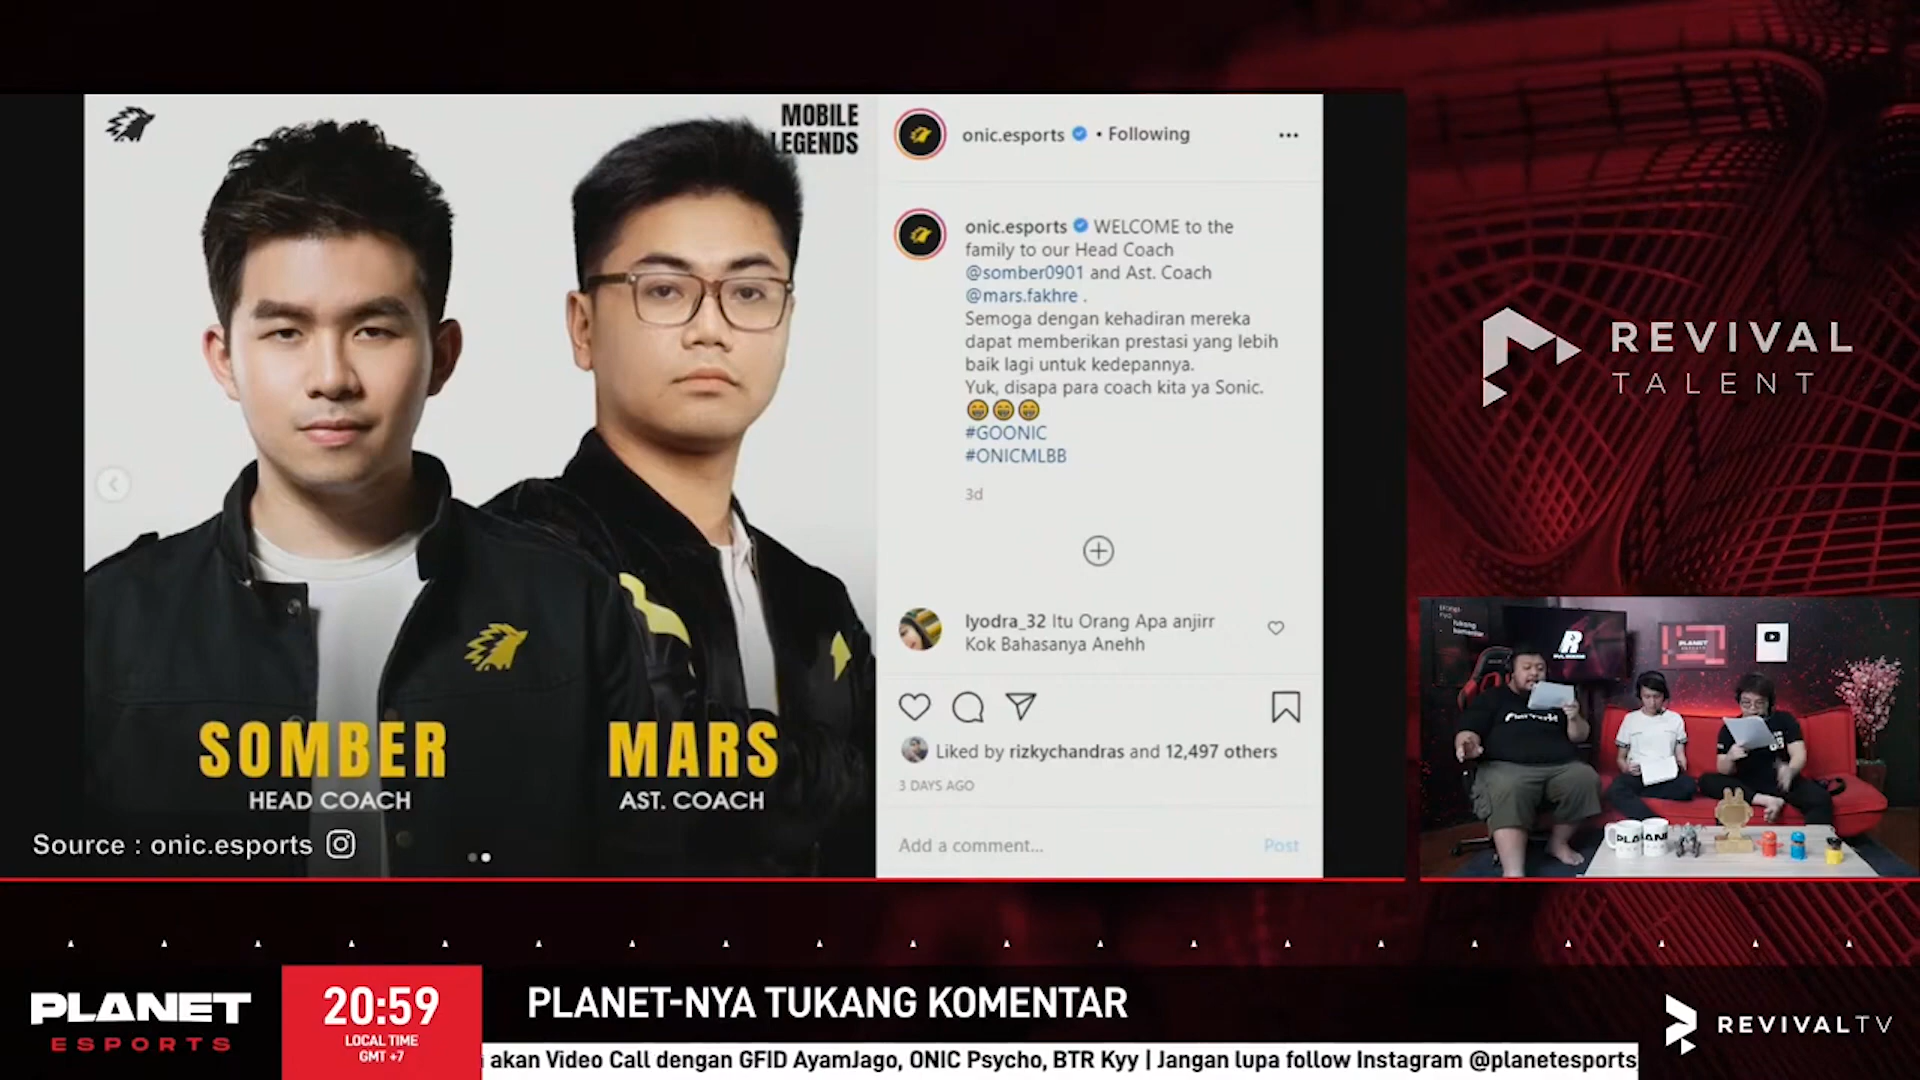 MOBILE
LEGENDS
onic.esports • Following
onic.esports WELCOME to the
family to our Head Coach
@somber0901 and Ast. Coach
@mars.fakhre .
Semoga dengan kehadiran mereka
dapat memberikan prestasi yang lebih
baik lagi untuk kedepannya.
Yuk, disapa para coach kita ya Sonic.
😁😁😁
#GOONIC
#ONICMLBB
3d
lyodra_32 Itu Orang Apa anjirr
Kok Bahasanya Anehh
Liked by rizkychandras and 12,497 others
3 DAYS AGO
Add a comment... Post
SOMBER
HEAD COACH
MARS
AST. COACH
Source : onic.esports
REVIVAL
TALENT
tukang
komentar
PLANET
PLANET
ESPORTS
20:59
LOCAL TIME
GMT +7
PLANET-NYA TUKANG KOMENTAR
akan Video Call dengan GFID AyamJago, ONIC Psycho, BTR Kyy | Jangan lupa follow Instagram @planetesports
REVIVALTV